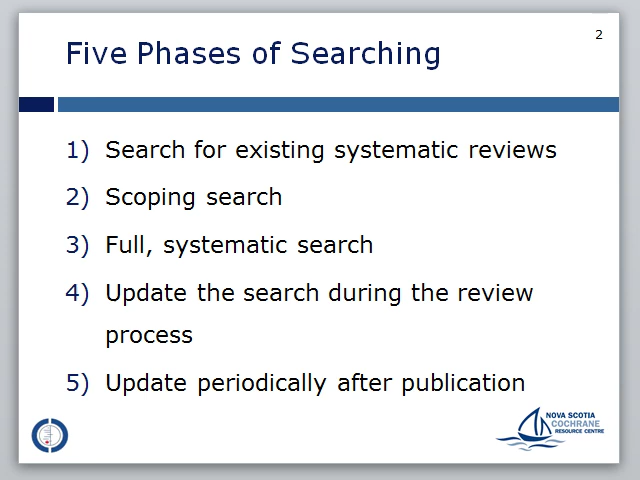 2
Five Phases of Searching
1) Search for existing systematic reviews
2) Scoping search
3) Full, systematic search
4) Update the search during the review
process
5) Update periodically after publication
NOVA SCOTIA
COCHRANE
RESOURCE CENTRE